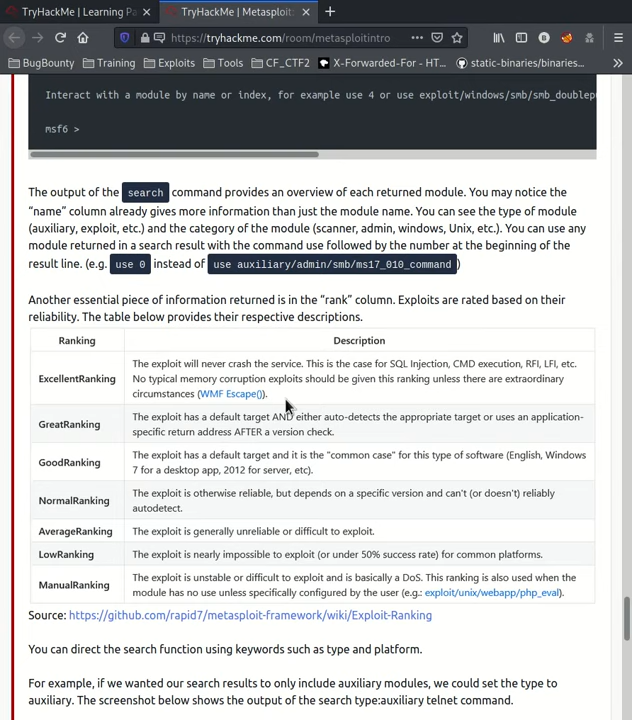 TryHackMe | Learning Pa
TryHackMe | Metasploit:
https://tryhackme.com/room/metasploitintro
BugBounty
Training
Exploits
Tools
CF_CTF2
X-Forwarded-For - HT...
static-binaries/binaries...
Interact with a module by name or index, for example use 4 or use exploit/windows/smb/smb_doublepu
msf6 >
The output of the search command provides an overview of each returned module. You may notice the
“name” column already gives more information than just the module name. You can see the type of module
(auxiliary, exploit, etc.) and the category of the module (scanner, admin, windows, Unix, etc.). You can use any
module returned in a search result with the command use followed by the number at the beginning of the
result line. (e.g. use 0 instead of use auxiliary/admin/smb/ms17_010_command)
Another essential piece of information returned is in the “rank” column. Exploits are rated based on their
reliability. The table below provides their respective descriptions.
Ranking
Description
ExcellentRanking
The exploit will never crash the service. This is the case for SQL Injection, CMD execution, RFI, LFI, etc.
No typical memory corruption exploits should be given this ranking unless there are extraordinary
circumstances (WMF Escape()).
GreatRanking
The exploit has a default target AND either auto-detects the appropriate target or uses an application-
specific return address AFTER a version check.
GoodRanking
The exploit has a default target and it is the "common case" for this type of software (English, Windows
7 for a desktop app, 2012 for server, etc).
NormalRanking
The exploit is otherwise reliable, but depends on a specific version and can't (or doesn't) reliably
autodetect.
AverageRanking
The exploit is generally unreliable or difficult to exploit.
LowRanking
The exploit is nearly impossible to exploit (or under 50% success rate) for common platforms.
ManualRanking
The exploit is unstable or difficult to exploit and is basically a DoS. This ranking is also used when the
module has no use unless specifically configured by the user (e.g.: exploit/unix/webapp/php_eval).
Source: https://github.com/rapid7/metasploit-framework/wiki/Exploit-Ranking
You can direct the search function using keywords such as type and platform.
For example, if we wanted our search results to only include auxiliary modules, we could set the type to
auxiliary. The screenshot below shows the output of the search type:auxiliary telnet command.